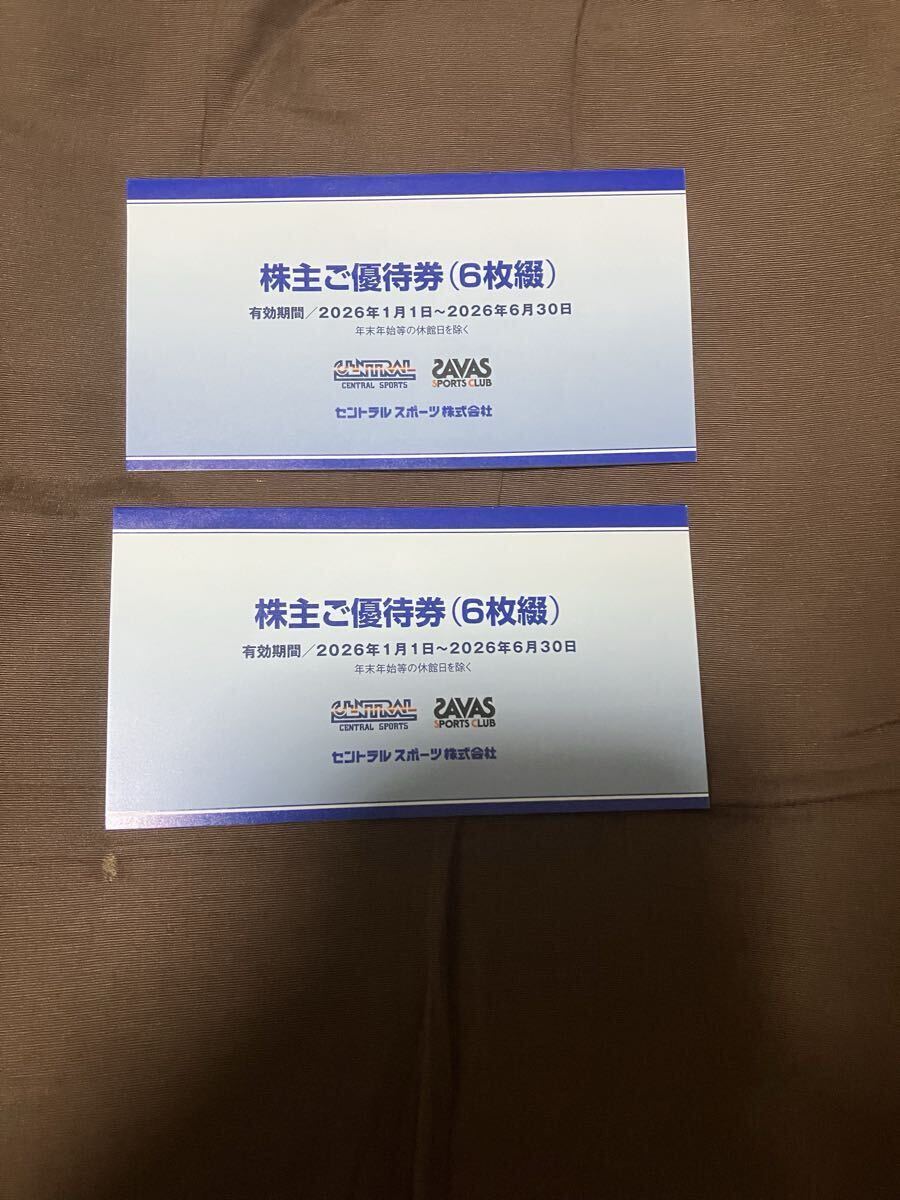 株主ご優待券(6枚綴)
有効期間/2026年1月1日~2026年6月30日
年末年始等の休館日を除く
CENTRAL SAVAS
CENTRAL SPORTS SPORTS CLUB
セントラルスポーツ株式会社
株主ご優待券(6枚綴)
有効期間/2026年1月1日~2026年6月30日
年末年始等の休館日を除く
CENTRAL SAVAS
CENTRAL SPORTS SPORTS CLUB
セントラルスポーツ株式会社